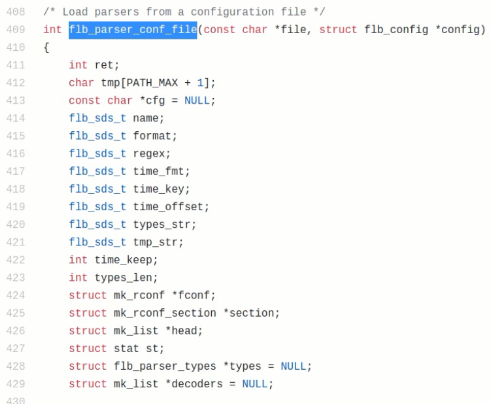 408 /* Load parsers from a configuration file */
409 int flb_parser_conf_file(const char *file, struct flb_config *config)
410 {
411     int ret;
412     char tmp[PATH_MAX + 1];
413     const char *cfg = NULL;
414     flb_sds_t name;
415     flb_sds_t format;
416     flb_sds_t regex;
417     flb_sds_t time_fmt;
418     flb_sds_t time_key;
419     flb_sds_t time_offset;
420     flb_sds_t types_str;
421     flb_sds_t tmp_str;
422     int time_keep;
423     int types_len;
424     struct mk_rconf *fconf;
425     struct mk_rconf_section *section;
426     struct mk_list *head;
427     struct stat st;
428     struct flb_parser_types *types = NULL;
429     struct mk_list *decoders = NULL;
430